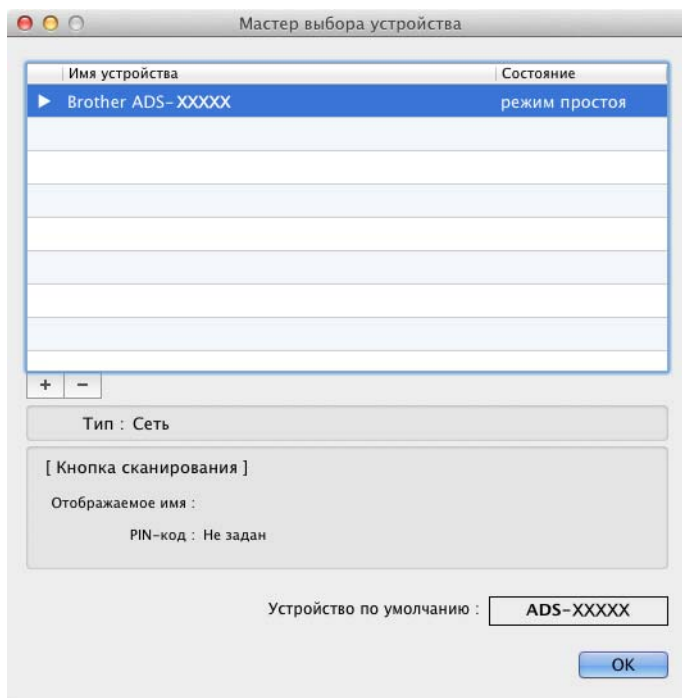 Мастер выбора устройства
Имя устройства Состояние
Brother ADS-XXXXX режим простоя
+ −
Тип : Сеть
[ Кнопка сканирования ]
Отображаемое имя :
PIN-код : Не задан
Устройство по умолчанию : ADS-XXXXX
OK